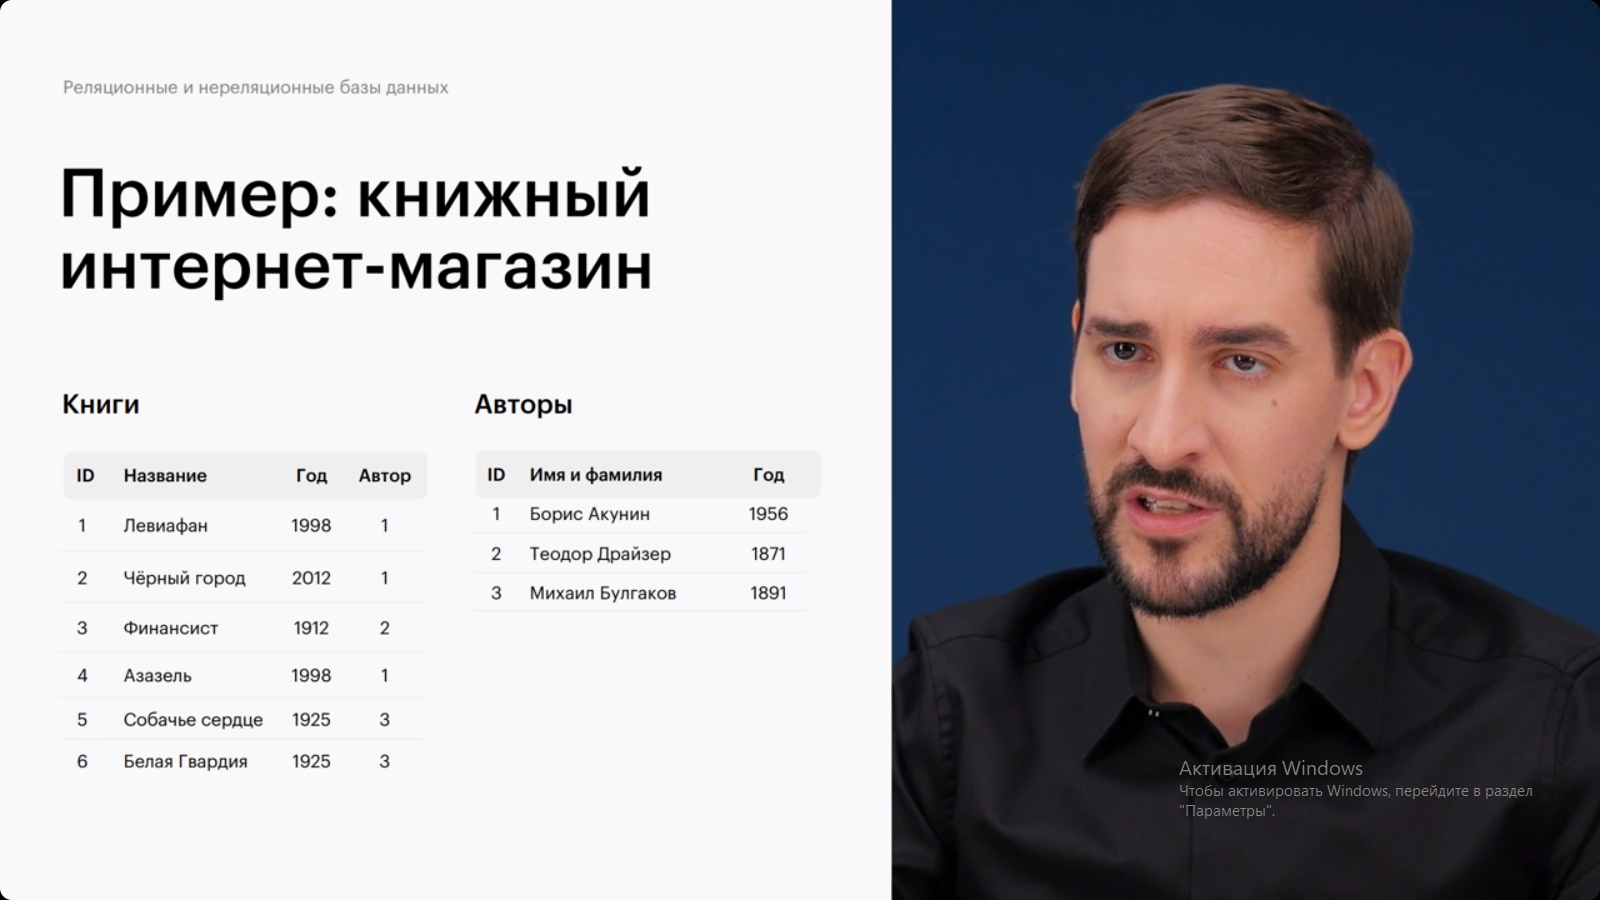 Реляционные и нереляционные базы данных
Пример: книжный
интернет-магазин
Книги
ID Название Год Автор
1 Левиафан 1998 1
2 Чёрный город 2012 1
3 Финансист 1912 2
4 Азазель 1998 1
5 Собачье сердце 1925 3
6 Белая Гвардия 1925 3
Авторы
ID Имя и фамилия Год
1 Борис Акунин 1956
2 Теодор Драйзер 1871
3 Михаил Булгаков 1891
Активация Windows
Чтобы активировать Windows, перейдите в раздел
"Параметры".